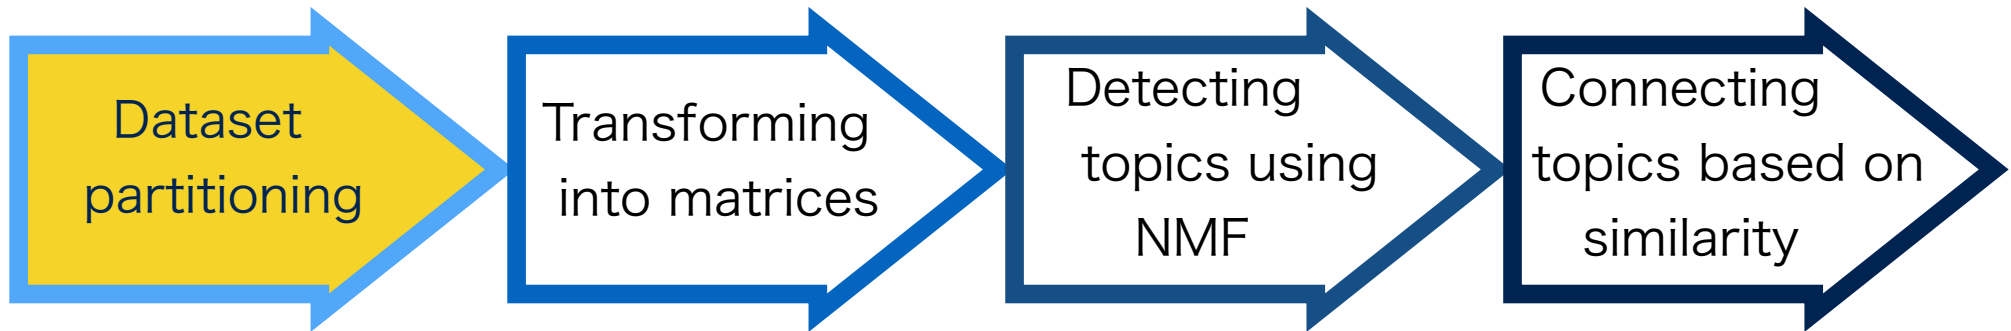 Dataset
partitioning
Transforming
into matrices
Detecting
topics using
NMF
Connecting
topics based on
similarity